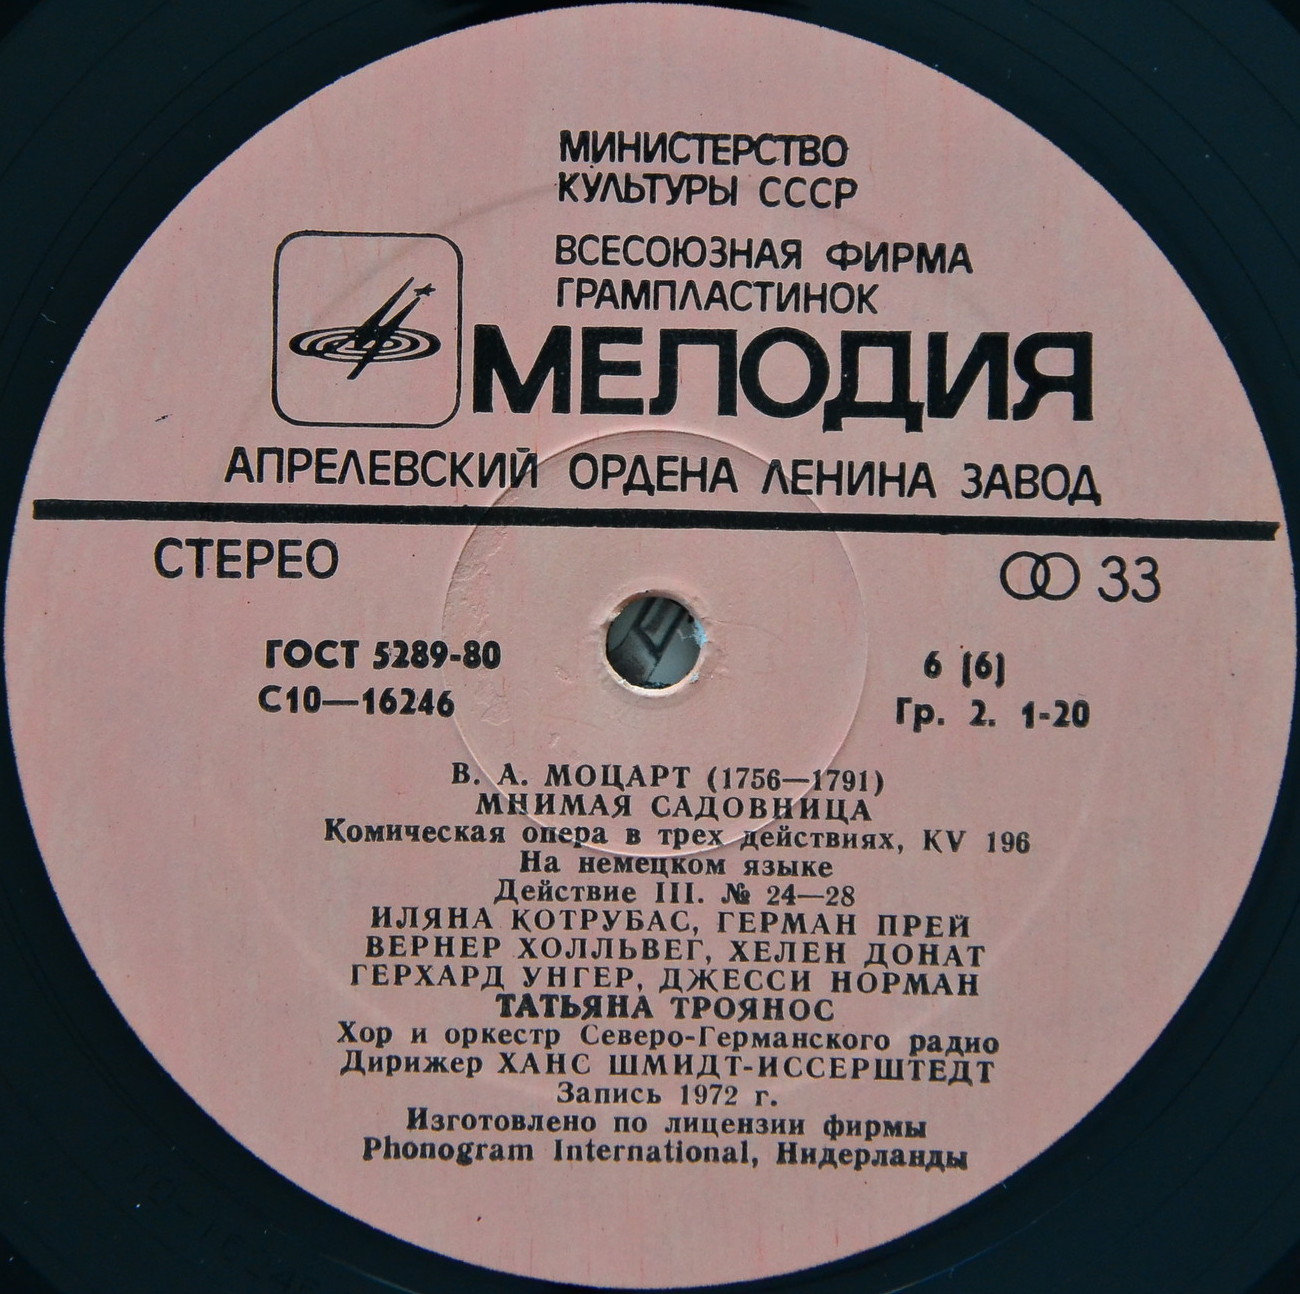 МИНИСТЕРСТВО
КУЛЬТУРЫ СССР
ВСЕСОЮЗНАЯ ФИРМА
ГРАМПЛАСТИНОК
МЕЛОДИЯ
АПРЕЛЕВСКИЙ ОРДЕНА ЛЕНИНА ЗАВОД
СТЕРЕО
33
ГОСТ 5289-80
6 (6)
С10—16246
Гр. 2. 1-20
В. А. МОЦАРТ (1756—1791)
МНИМАЯ САДОВНИЦА
Комическая опера в трех действиях, KV 196
На немецком языке
Действие III. № 24—28
ИЛЯНА КОТРУБАС, ГЕРМАН ПРЕЙ
ВЕРНЕР ХОЛЛЬВЕГ, ХЕЛЕН ДОНАТ
ГЕРХАРД УНГЕР, ДЖЕССИ НОРМАН
ТАТЬЯНА ТРОЯНОС
Хор и оркестр Северо-Германского радио
Дирижер ХАНС ШМИДТ-ИССЕРШТЕДТ
Запись 1972 г.
Изготовлено по лицензии фирмы
Phonogram International, Нидерланды